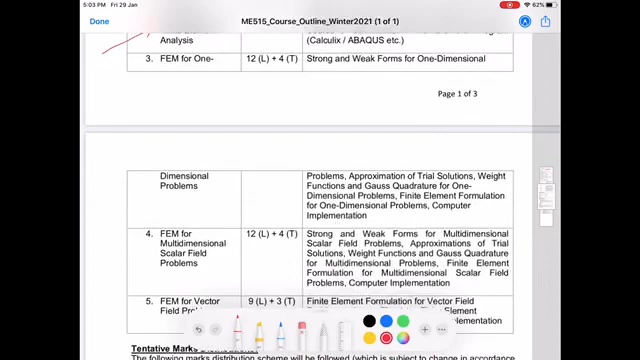 5:03 PM Fri 29 Jan
62%
Done
ME515_Course_Outline_Winter2021 (1 of 1)
Analysis
(Calculix / ABAQUS etc.)
3. FEM for One-
12 (L) + 4 (T)
Strong and Weak Forms for One-Dimensional
Page 1 of 3
Dimensional
Problems
Problems, Approximation of Trial Solutions, Weight
Functions and Gauss Quadrature for One-
Dimensional Problems, Finite Element Formulation
for One-Dimensional Problems, Computer
Implementation
4. FEM for
Multidimensional
Scalar Field
Problems
12 (L) + 4 (T)
Strong and Weak Forms for Multidimensional
Scalar Field Problems, Approximations of Trial
Solutions, Weight Functions and Gauss Quadrature
for Multidimensional Problems, Finite Element
Formulation for Multidimensional Scalar Field
Problems, Computer Implementation
5. FEM for Vector
Field
9 (L) + 3 (T)
Finite Element Formulation for Vector Field
Tentative Marks
The following marks distribution scheme will be followed (which is subject to change in accordance